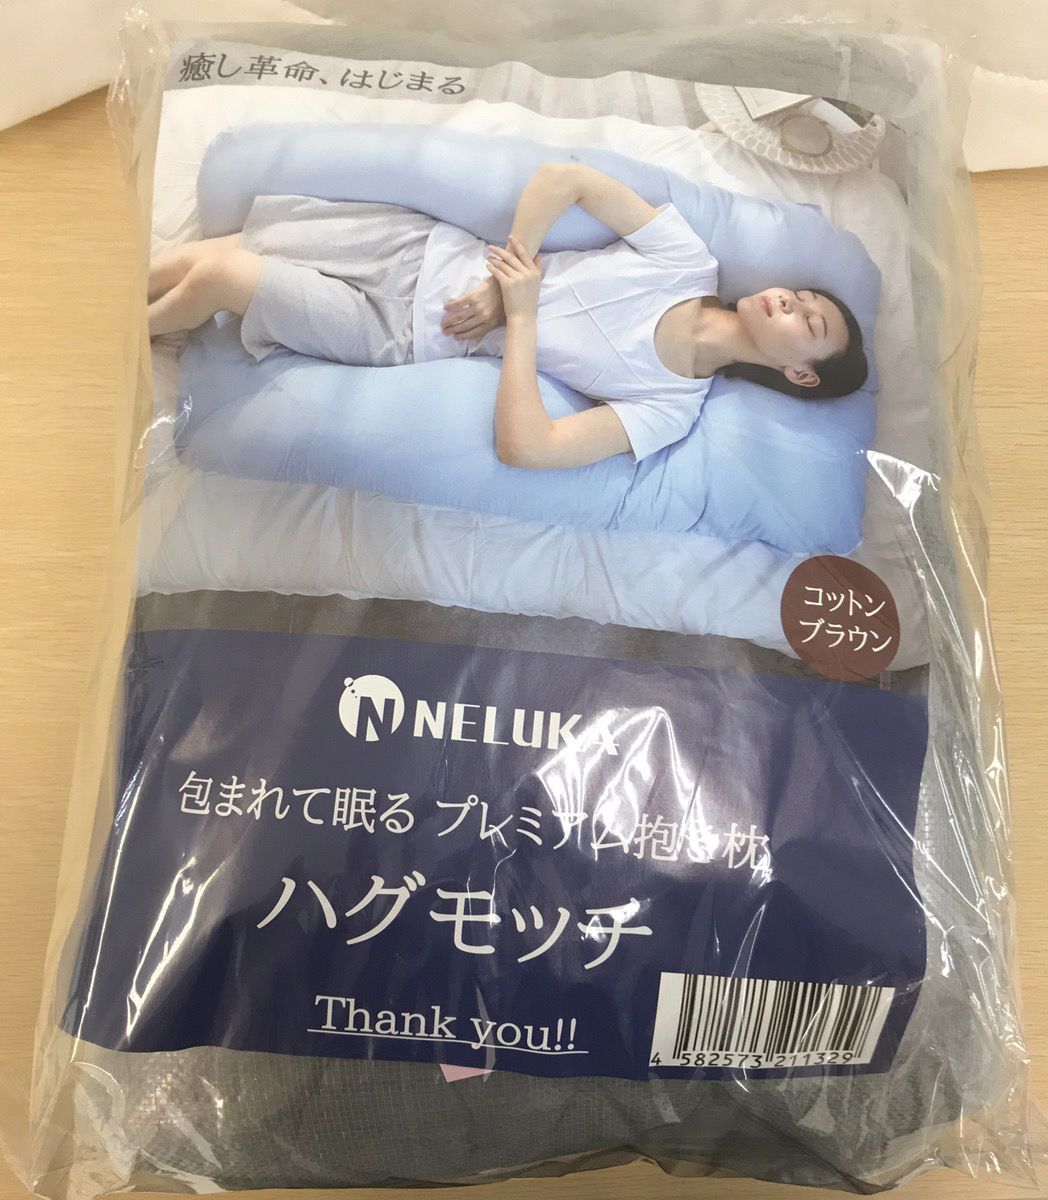 癒し革命、はじまる
コットン
ブラウン
N NELUKA
包まれて眠る プレミアム抱き枕
ハグモッチ
Thank you!!
4 582573 211329